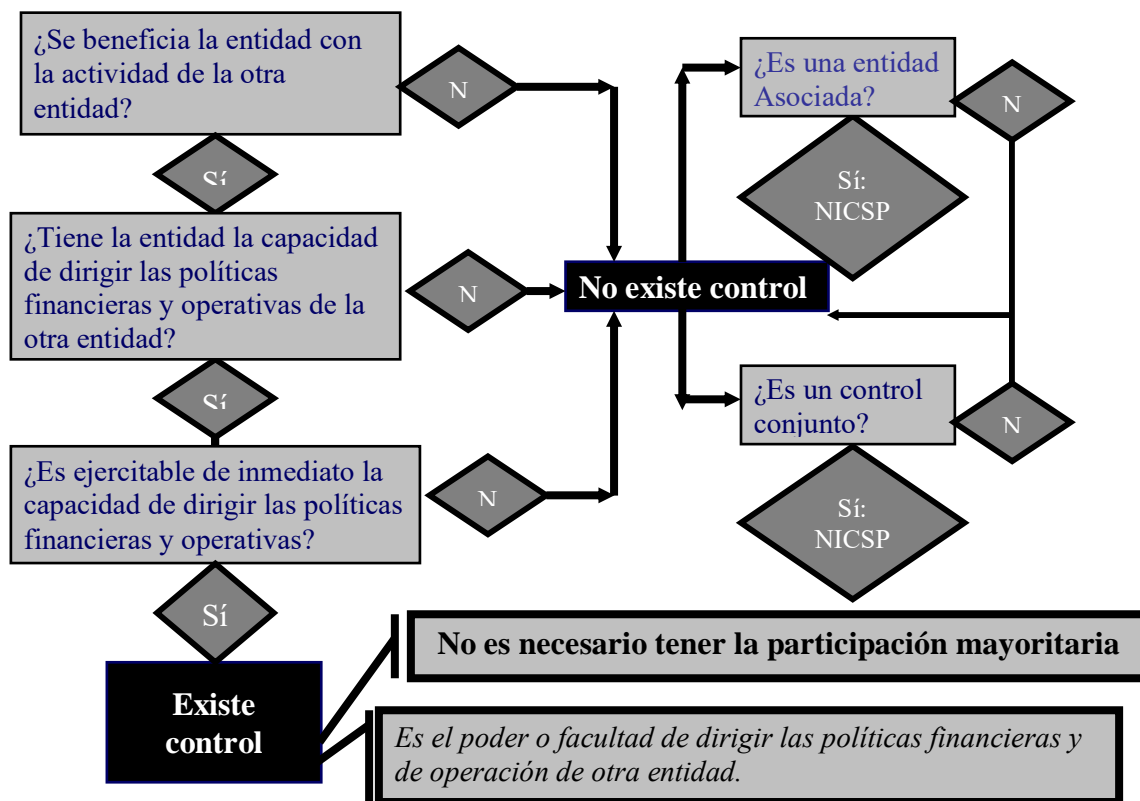 ¿Se beneficia la entidad con
la actividad de la otra
entidad?
N
Sí
¿Tiene la entidad la capacidad
de dirigir las políticas
financieras y operativas de la
otra entidad?
N
Sí
¿Es ejercitable de inmediato la
capacidad de dirigir las políticas
financieras y operativas?
N
Sí
Existe
control
No existe control
¿Es una entidad
Asociada?
N
Sí:
NICSP
¿Es un control
conjunto?
N
Sí:
NICSP
No es necesario tener la participación mayoritaria
Es el poder o facultad de dirigir las políticas financieras y
de operación de otra entidad.